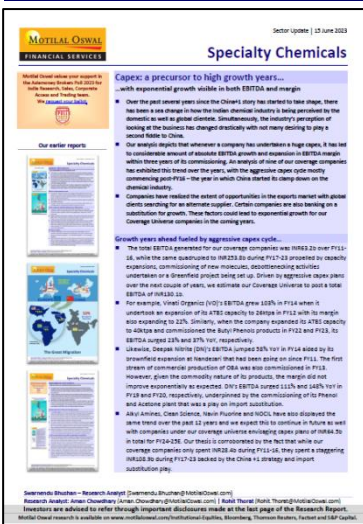 Sector Update | 15 June 2023
MOTILAL OSWAL
FINANCIAL SERVICES
Specialty Chemicals
Motilal Oswal values your support in
the Asiamoney Brokers Poll 2023 for
India Research, Sales, Corporate
Access and Trading team.
We request your ballot.
Our earlier reports
Capex: a precursor to high growth years...
...with exponential growth visible in both EBITDA and margin
Over the past several years since the China+1 story has started to take shape, there
has been a sea change in how the Indian chemical industry is being perceived by the
domestic as well as global clientele. Simultaneously, the industry's perception of
looking at the business has changed drastically with not many desiring to play a
second fiddle to China.
Our analysis depicts that whenever a company has undertaken a huge capex, it has led
to considerable amount of absolute EBITDA growth and expansion in EBITDA margin
within three years of its commissioning. An analysis of nine of our coverage companies
has exhibited this trend over the years, with the aggressive capex cycle mostly
commencing post-FY16 – the year in which China started its clamp down on the
chemical industry.
Companies have realized the extent of opportunities in the exports market with global
clients searching for an alternate supplier. Certain companies are also banking on a
substitution for growth. These factors could lead to exponential growth for our
Coverage Universe companies in the coming years.
Growth years ahead fueled by aggressive capex cycle...
The total EBITDA generated for our coverage companies was INR63.2b over FY11-
16, while the same quadrupled to INR253.8b during FY17-23 propelled by capacity
expansions, commissioning of new molecules, debottlenecking activities
undertaken or a Greenfield project being set up. Driven by aggressive capex plans
over the next couple of years, we estimate our Coverage Universe to post a total
EBITDA of INR130.1b.
For example, Vinati Organics (VO)'s EBITDA grew 103% in FY14 when it
undertook an expansion of its ATBS capacity to 26ktpa in FY12 with its margin
also expanding to 22%. Similarly, when the company expanded its ATBS capacity
to 40ktpa and commissioned the Butyl Phenols products in FY22 and FY23, its
EBITDA surged 23% and 37% YoY, respectively.
Likewise, Deepak Nitrite (DN)'s EBITDA jumped 50% YoY in FY14 aided by its
brownfield expansion at Nandesari that had been going on since FY11. The first
stream of commercial production of OBA was also commissioned in FY13.
However, given the commodity nature of its products, the margin did not
improve exponentially as expected. DN's EBITDA surged 111% and 148% YoY in
FY19 and FY20, respectively, underpinned by the commissioning of its Phenol
and Acetone plant that was a play on import substitution.
Alkyl Amines, Clean Science, Navin Fluorine and NOCIL have also displayed the
same trend over the past 12 years and we expect this to continue in future as well
with companies under our coverage universe envisaging capex plans of INR64.5b
in total for FY24-25E. Our thesis is corroborated by the fact that while our
coverage companies only spent INR28.4b during FY11-16, they spent a staggering
INR108.3b during FY17-23 backed by the China +1 strategy and import
substitution play.
Swarnendu Bhushan – Research Analyst (Swarnendu.Bhushan@MotilalOswal.com)
Research Analyst: Aman Chowdhary (Aman.Chowdhary@MotilalOswal.com) | Rohit Thorat (Rohit.Thorat@MotilalOswal.com)
Investors are advised to refer through important disclosures made at the last page of the Research Report.
Motilal Oswal research is available on www.motilaloswal.com/Institutional-Equities, Bloomberg, Thomson Reuters, Factset and S&P Capital.